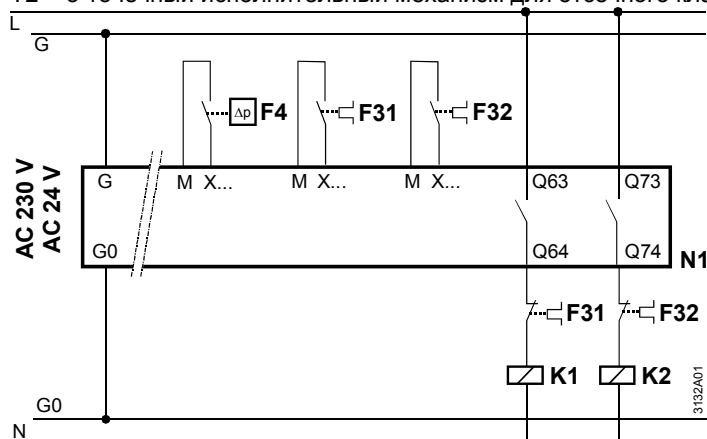 L
G
F4
F31
F32
Δp
AC 230 V
AC 24 V
G
M X...
M X...
M X...
Q63
Q73
G0
Q64
Q74
N1
F31
F32
K1
K2
3132A01
G0
N